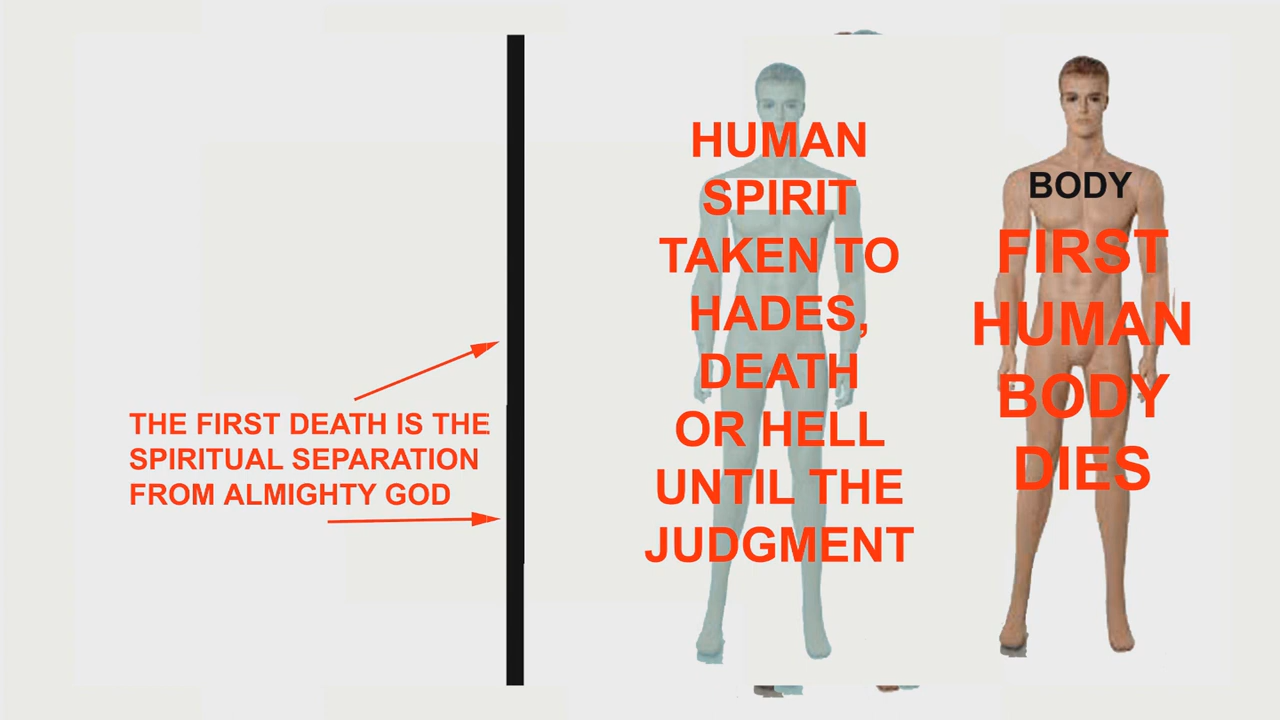 THE FIRST DEATH IS THE
SPIRITUAL SEPARATION
FROM ALMIGHTY GOD
HUMAN
SPIRIT
TAKEN TO
HADES,
DEATH
OR HELL
UNTIL THE
JUDGMENT
BODY
FIRST
HUMAN
BODY
DIES